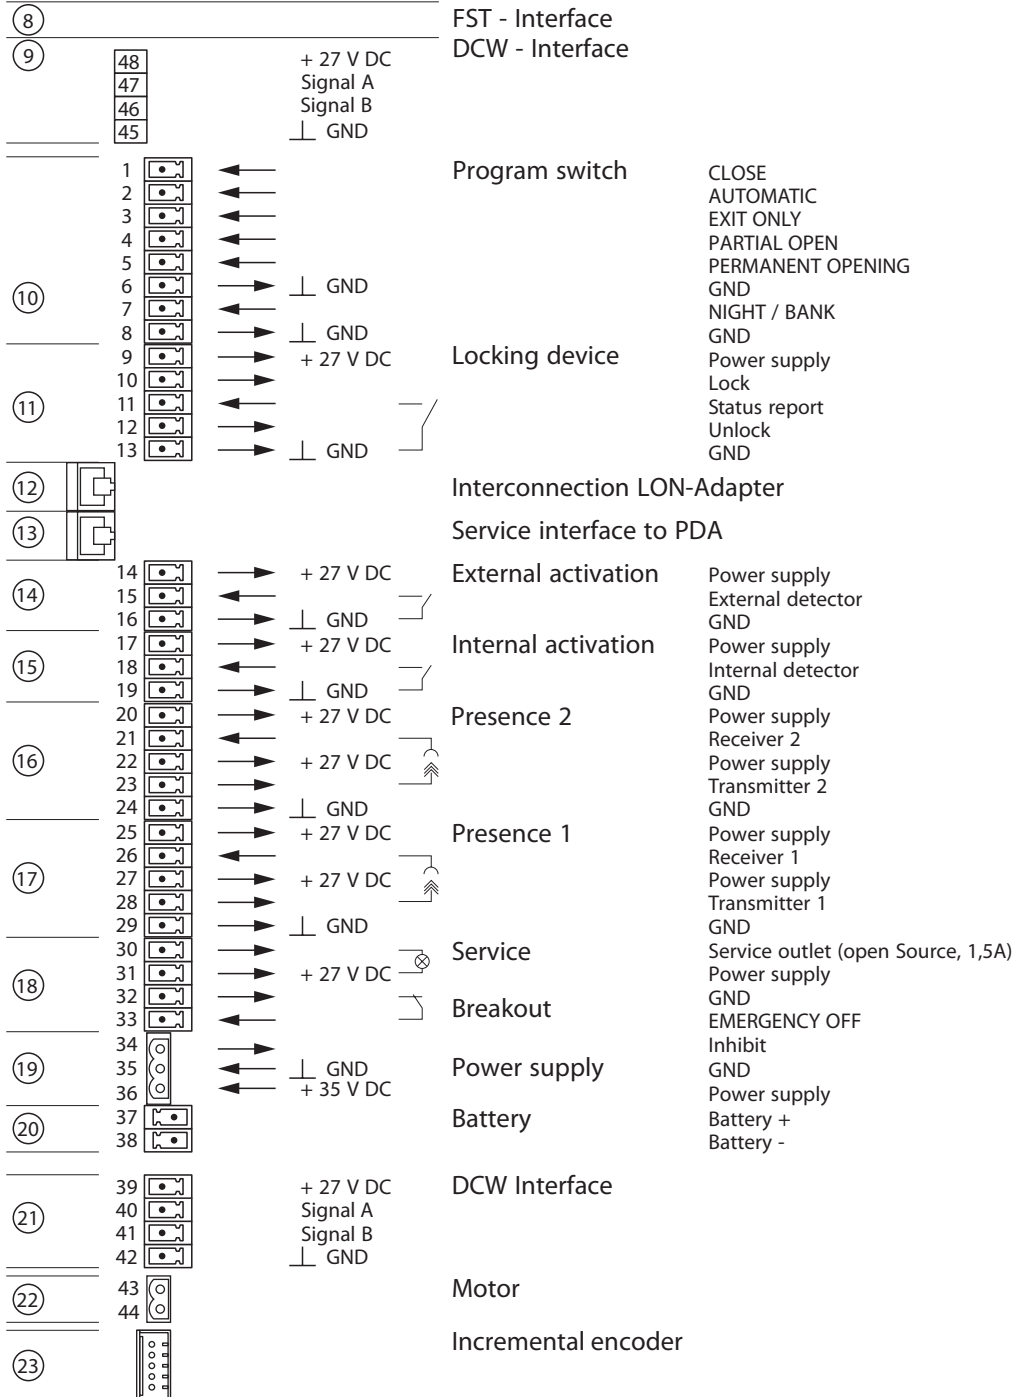 8 FST - Interface
9 DCW - Interface
48 + 27 V DC
47 Signal A
46 Signal B
45 GND
1 Program switch CLOSE
2 AUTOMATIC
3 EXIT ONLY
4 PARTIAL OPEN
5 PERMANENT OPENING
10 6 GND GND
7 NIGHT / BANK
8 GND GND
9 + 27 V DC Locking device Power supply
10 Lock
11 11 Status report
12 Unlock
13 GND GND
12 Interconnection LON-Adapter
13 Service interface to PDA
14 + 27 V DC External activation Power supply
14 15 External detector
16 GND GND
17 + 27 V DC Internal activation Power supply
15 18 Internal detector
19 GND GND
20 + 27 V DC Presence 2 Power supply
21 Receiver 2
16 22 + 27 V DC Power supply
23 Transmitter 2
24 GND GND
25 + 27 V DC Presence 1 Power supply
26 Receiver 1
17 27 + 27 V DC Power supply
28 Transmitter 1
29 GND GND
30 Service Service outlet (open Source, 1,5A)
18 31 + 27 V DC Power supply
32 Breakout GND
33 EMERGENCY OFF
34 Inhibit
19 35 GND Power supply GND
36 + 35 V DC Power supply
20 37 Battery Battery +
38 Battery -
39 + 27 V DC DCW Interface
21 40 Signal A
41 Signal B
42 GND
22 43 Motor
44
23 Incremental encoder